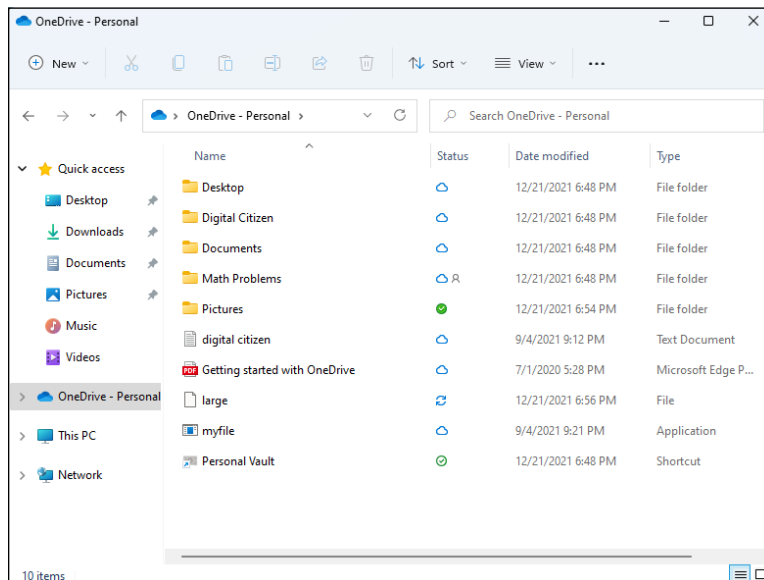 OneDrive - Personal
New Sort View
OneDrive - Personal Search OneDrive - Personal
Name Status Date modified Type
Quick access
Desktop
Downloads
Documents
Pictures
Music
Videos
OneDrive - Personal
This PC
Network
Desktop 12/21/2021 6:48 PM File folder
Digital Citizen 12/21/2021 6:48 PM File folder
Documents 12/21/2021 6:48 PM File folder
Math Problems 12/21/2021 6:48 PM File folder
Pictures 12/21/2021 6:54 PM File folder
digital citizen 9/4/2021 9:12 PM Text Document
PDF Getting started with OneDrive 7/1/2020 5:28 PM Microsoft Edge P...
large 12/21/2021 6:56 PM File
myfile 9/4/2021 9:21 PM Application
Personal Vault 12/21/2021 6:48 PM Shortcut
10 items